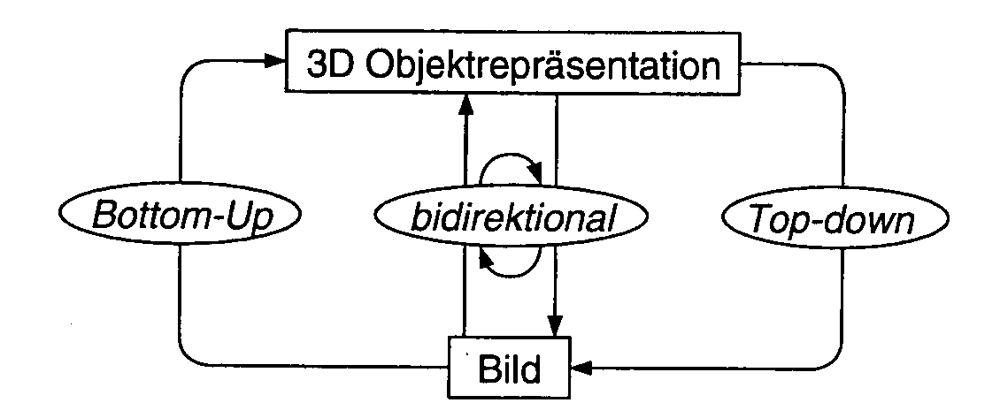 3D Objektrepräsentation
Bottom-Up
bidirektional
Top-down
Bild